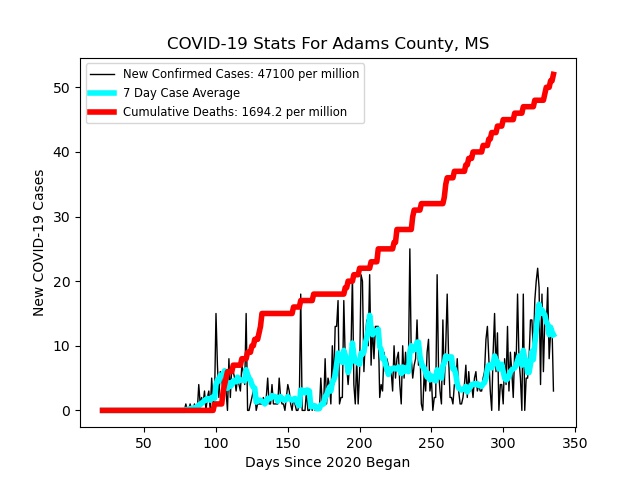 COVID-19 Stats For Adams County, MS
New Confirmed Cases: 47100 per million
7 Day Case Average
Cumulative Deaths: 1694.2 per million
New COVID-19 Cases
50
40
30
20
10
0
50 100 150 200 250 300 350
Days Since 2020 Began